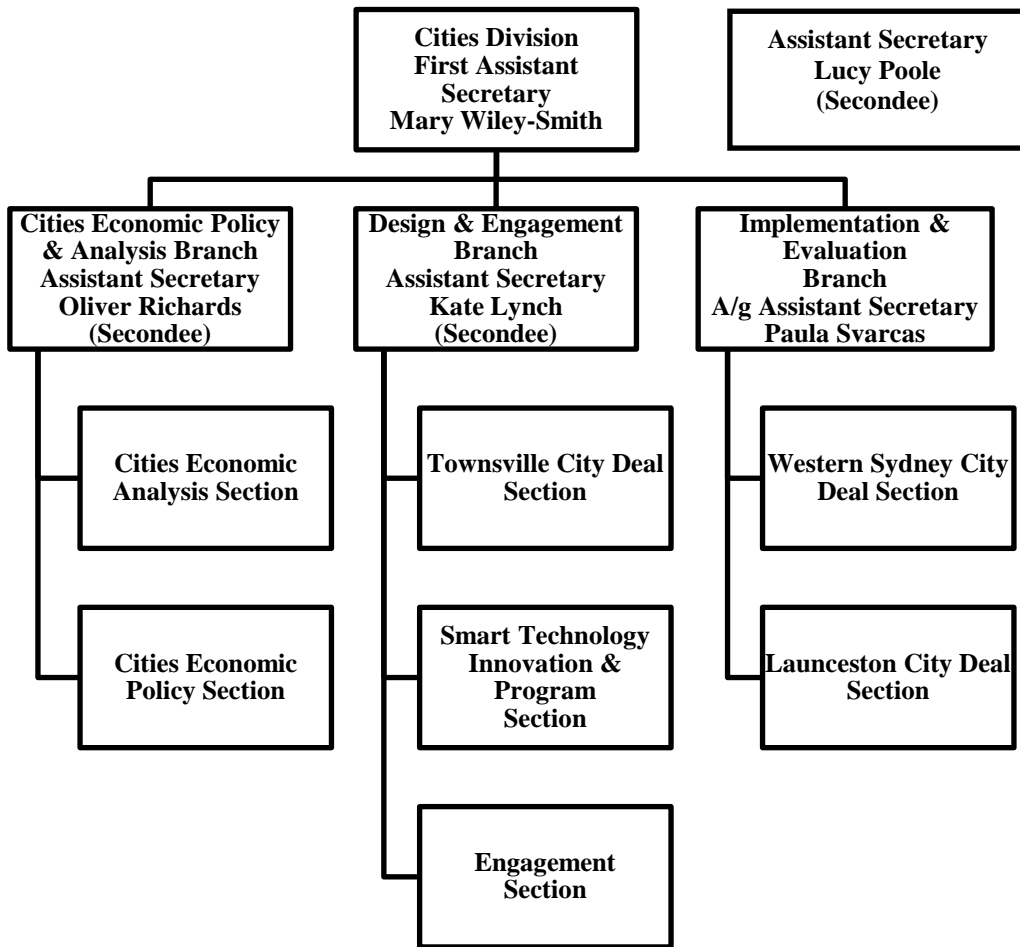 Cities Division
First Assistant
Secretary
Mary Wiley-Smith
Assistant Secretary
Lucy Poole
(Secondee)
Cities Economic Policy
& Analysis Branch
Assistant Secretary
Oliver Richards
(Secondee)
Design & Engagement
Branch
Assistant Secretary
Kate Lynch
(Secondee)
Implementation &
Evaluation
Branch
A/g Assistant Secretary
Paula Svarcas
Cities Economic
Analysis Section
Townsville City Deal
Section
Western Sydney City
Deal Section
Cities Economic
Policy Section
Smart Technology
Innovation &
Program
Section
Launceston City Deal
Section
Engagement
Section